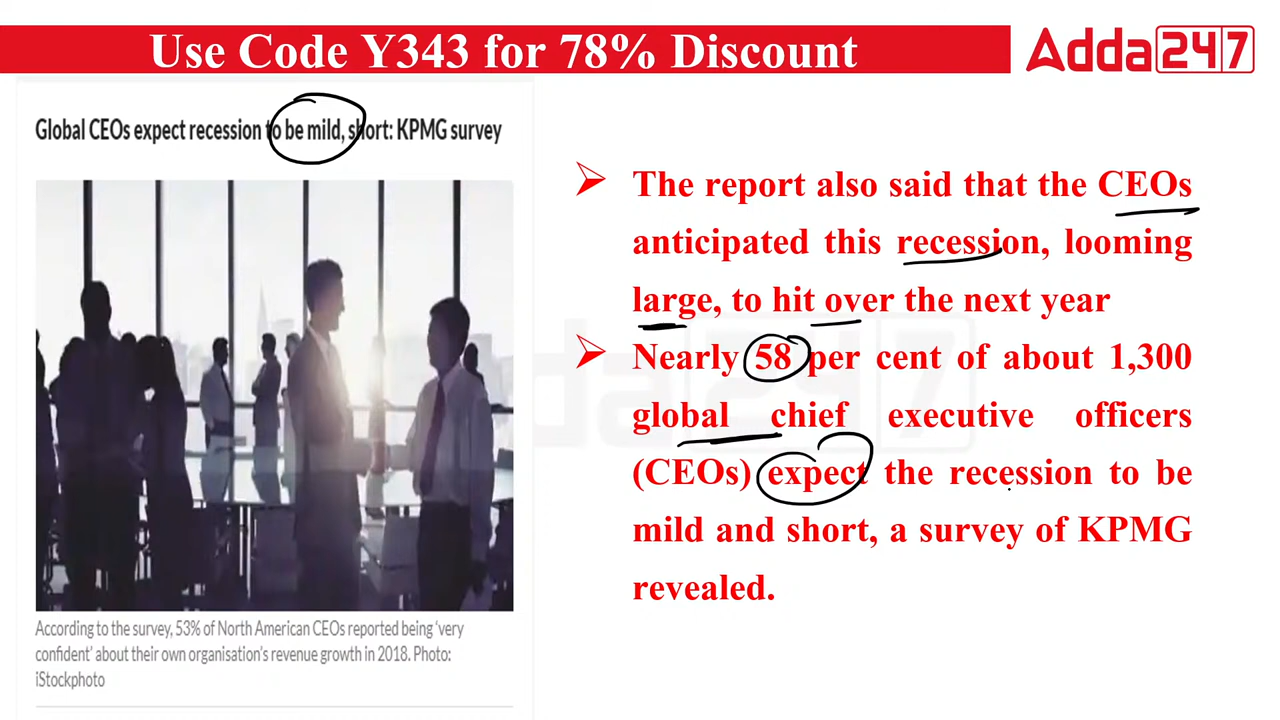 Use Code Y343 for 78% Discount
Adda247
Global CEOs expect recession to be mild, short: KPMG survey
The report also said that the CEOs
anticipated this recession, looming
large, to hit over the next year
Nearly 58 per cent of about 1,300
global chief executive officers
(CEOs) expect the recession to be
mild and short, a survey of KPMG
revealed.
According to the survey, 53% of North American CEOs reported being ‘very
confident’ about their own organisation’s revenue growth in 2018. Photo:
iStockphoto